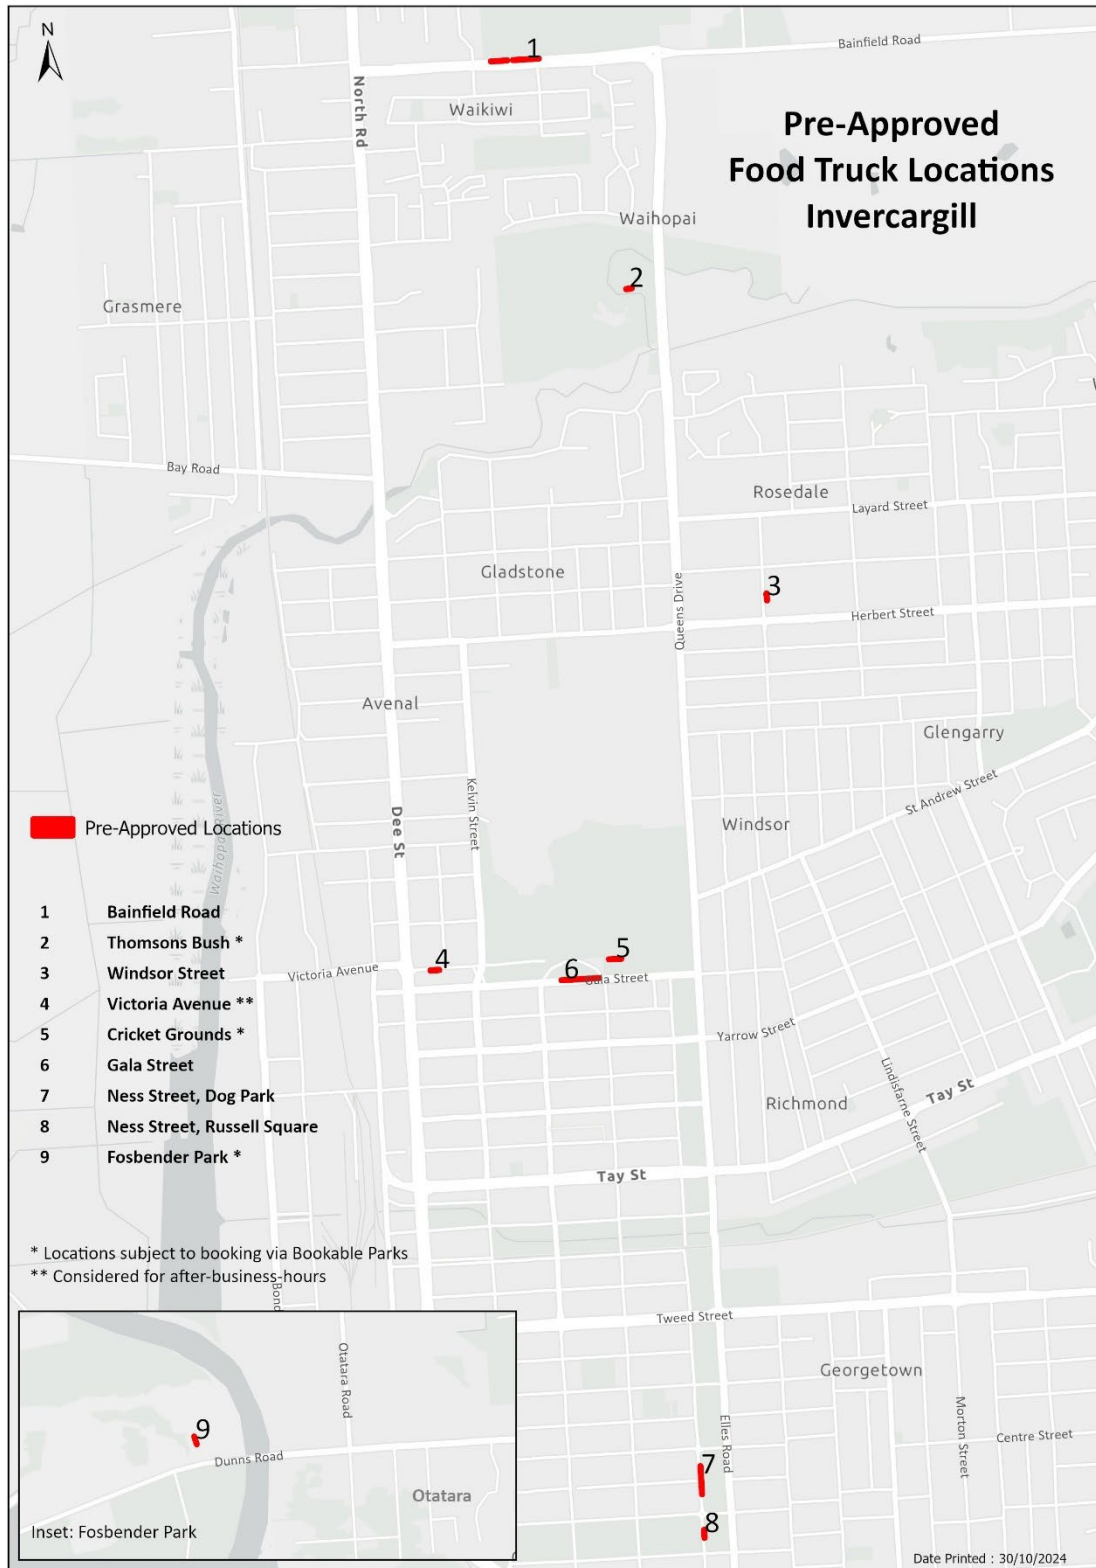 N
1
Bainfield Road
North Rd
Waikiwi
Pre-Approved
Food Truck Locations
Invercargill
Waihopai
2
Grasmere
Bay Road
Rosedale
Layard Street
Gladstone
3
Queens Drive
Herbert Street
Avenal
Glengarry
Kelvin Street
St Andrew Street
Dee St
Windsor
Waihopai River
Pre-Approved Locations
1 Bainfield Road
2 Thomsons Bush *
3 Windsor Street
4 Victoria Avenue **
5 Cricket Grounds *
6 Gala Street
7 Ness Street, Dog Park
8 Ness Street, Russell Square
9 Fosbender Park *
Victoria Avenue
4
5
6
Gala Street
Yarrow Street
Lindisfarne Street
Richmond
Tay St
Tay St
* Locations subject to booking via Bookable Parks
** Considered for after-business-hours
Bond
Tweed Street
Georgetown
Otatara Road
Elles Road
Morton Street
Centre Street
9
Dunns Road
7
Otatara
8
Inset: Fosbender Park
Date Printed : 30/10/2024